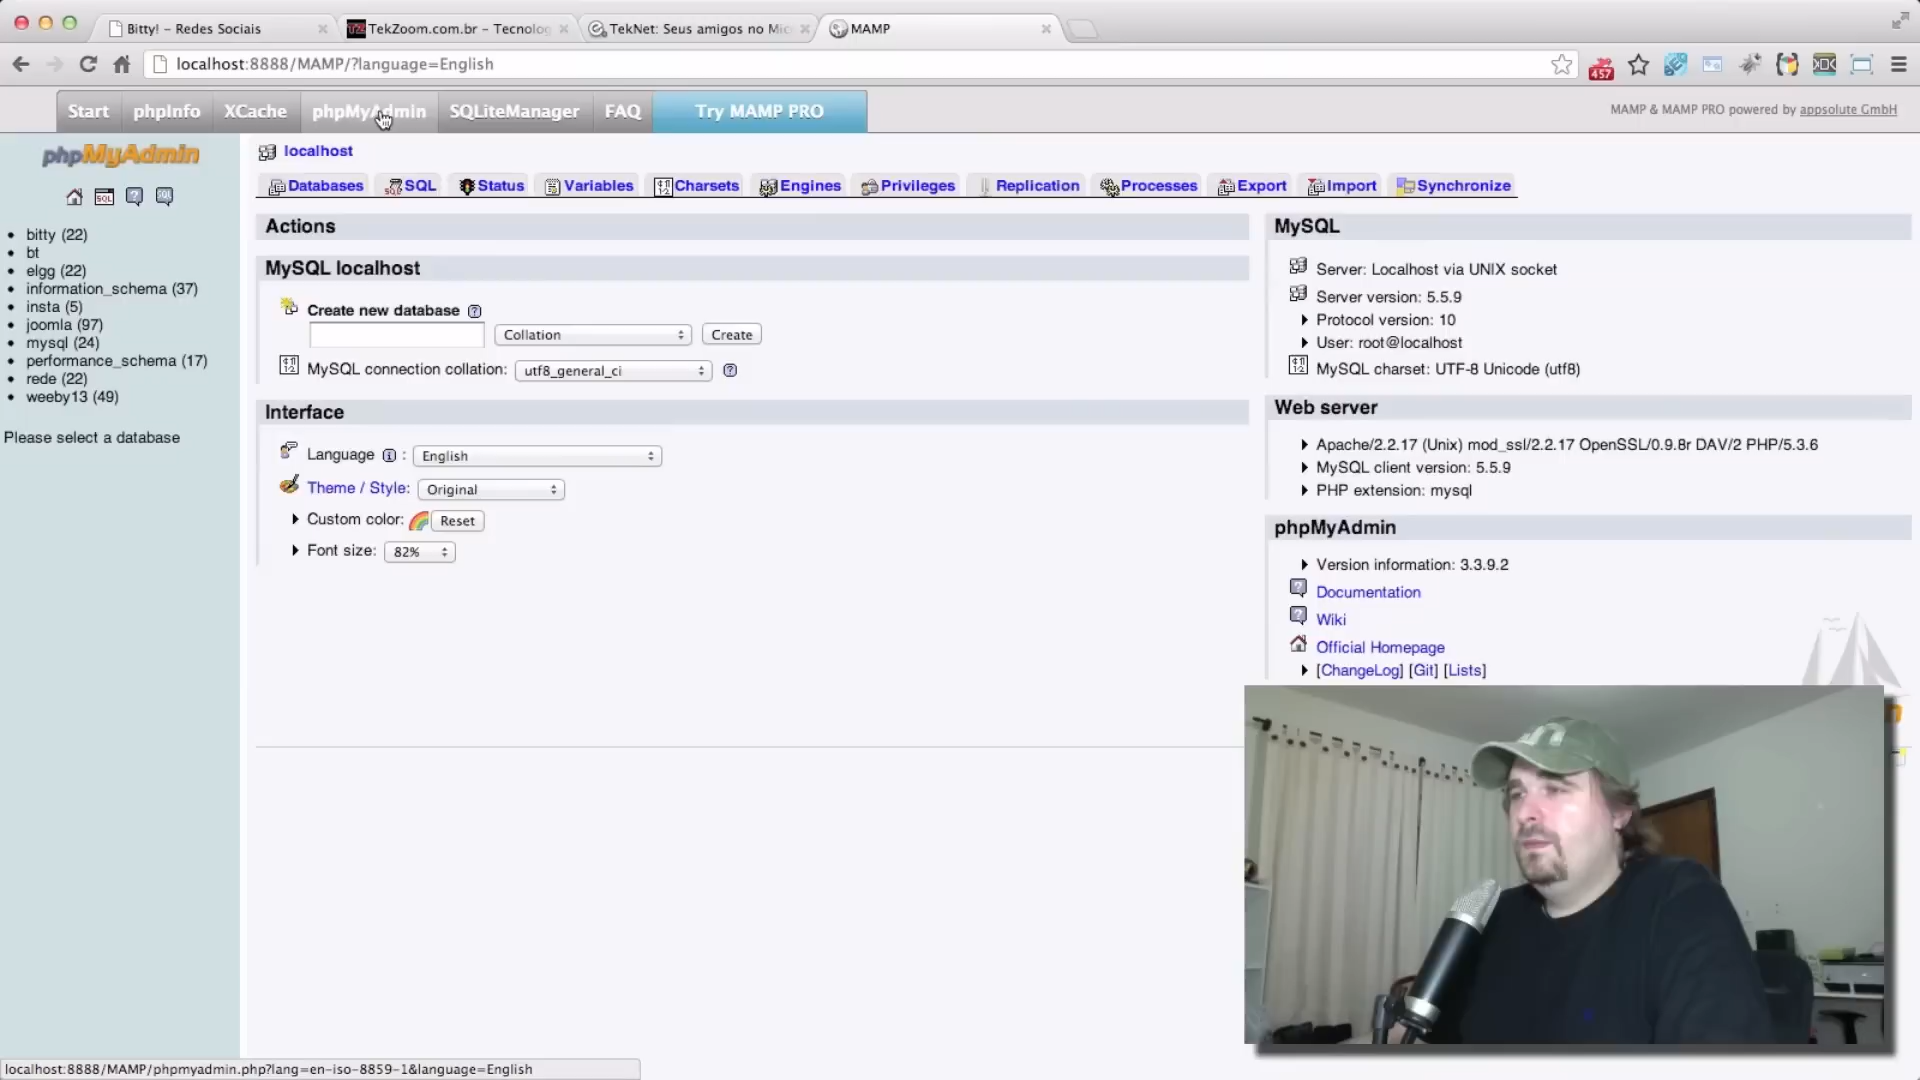 Bitty! - Redes Sociais
TekZoom.com.br - Tecnolog
TekNet: Seus amigos no Mic
MAMP
localhost:8888/MAMP/?language=English
457
Start phpInfo XCache phpMyAdmin SQLiteManager FAQ Try MAMP PRO
MAMP & MAMP PRO powered by appsolute GmbH
phpMyAdmin
SQL
localhost
Databases SQL Status Variables Charsets Engines Privileges Replication Processes Export Import Synchronize
bitty (22)
bt
elgg (22)
information_schema (37)
insta (5)
joomla (97)
mysql (24)
performance_schema (17)
rede (22)
weeby13 (49)
Please select a database
Actions
MySQL localhost
Create new database
Collation Create
MySQL connection collation: utf8_general_ci
Interface
Language : English
Theme / Style: Original
Custom color: Reset
Font size: 82%
MySQL
Server: Localhost via UNIX socket
Server version: 5.5.9
Protocol version: 10
User: root@localhost
MySQL charset: UTF-8 Unicode (utf8)
Web server
Apache/2.2.17 (Unix) mod_ssl/2.2.17 OpenSSL/0.9.8r DAV/2 PHP/5.3.6
MySQL client version: 5.5.9
PHP extension: mysql
phpMyAdmin
Version information: 3.3.9.2
Documentation
Wiki
Official Homepage
[ChangeLog] [Git] [Lists]
localhost:8888/MAMP/phpmyadmin.php?lang=en-iso-8859-1&language=English